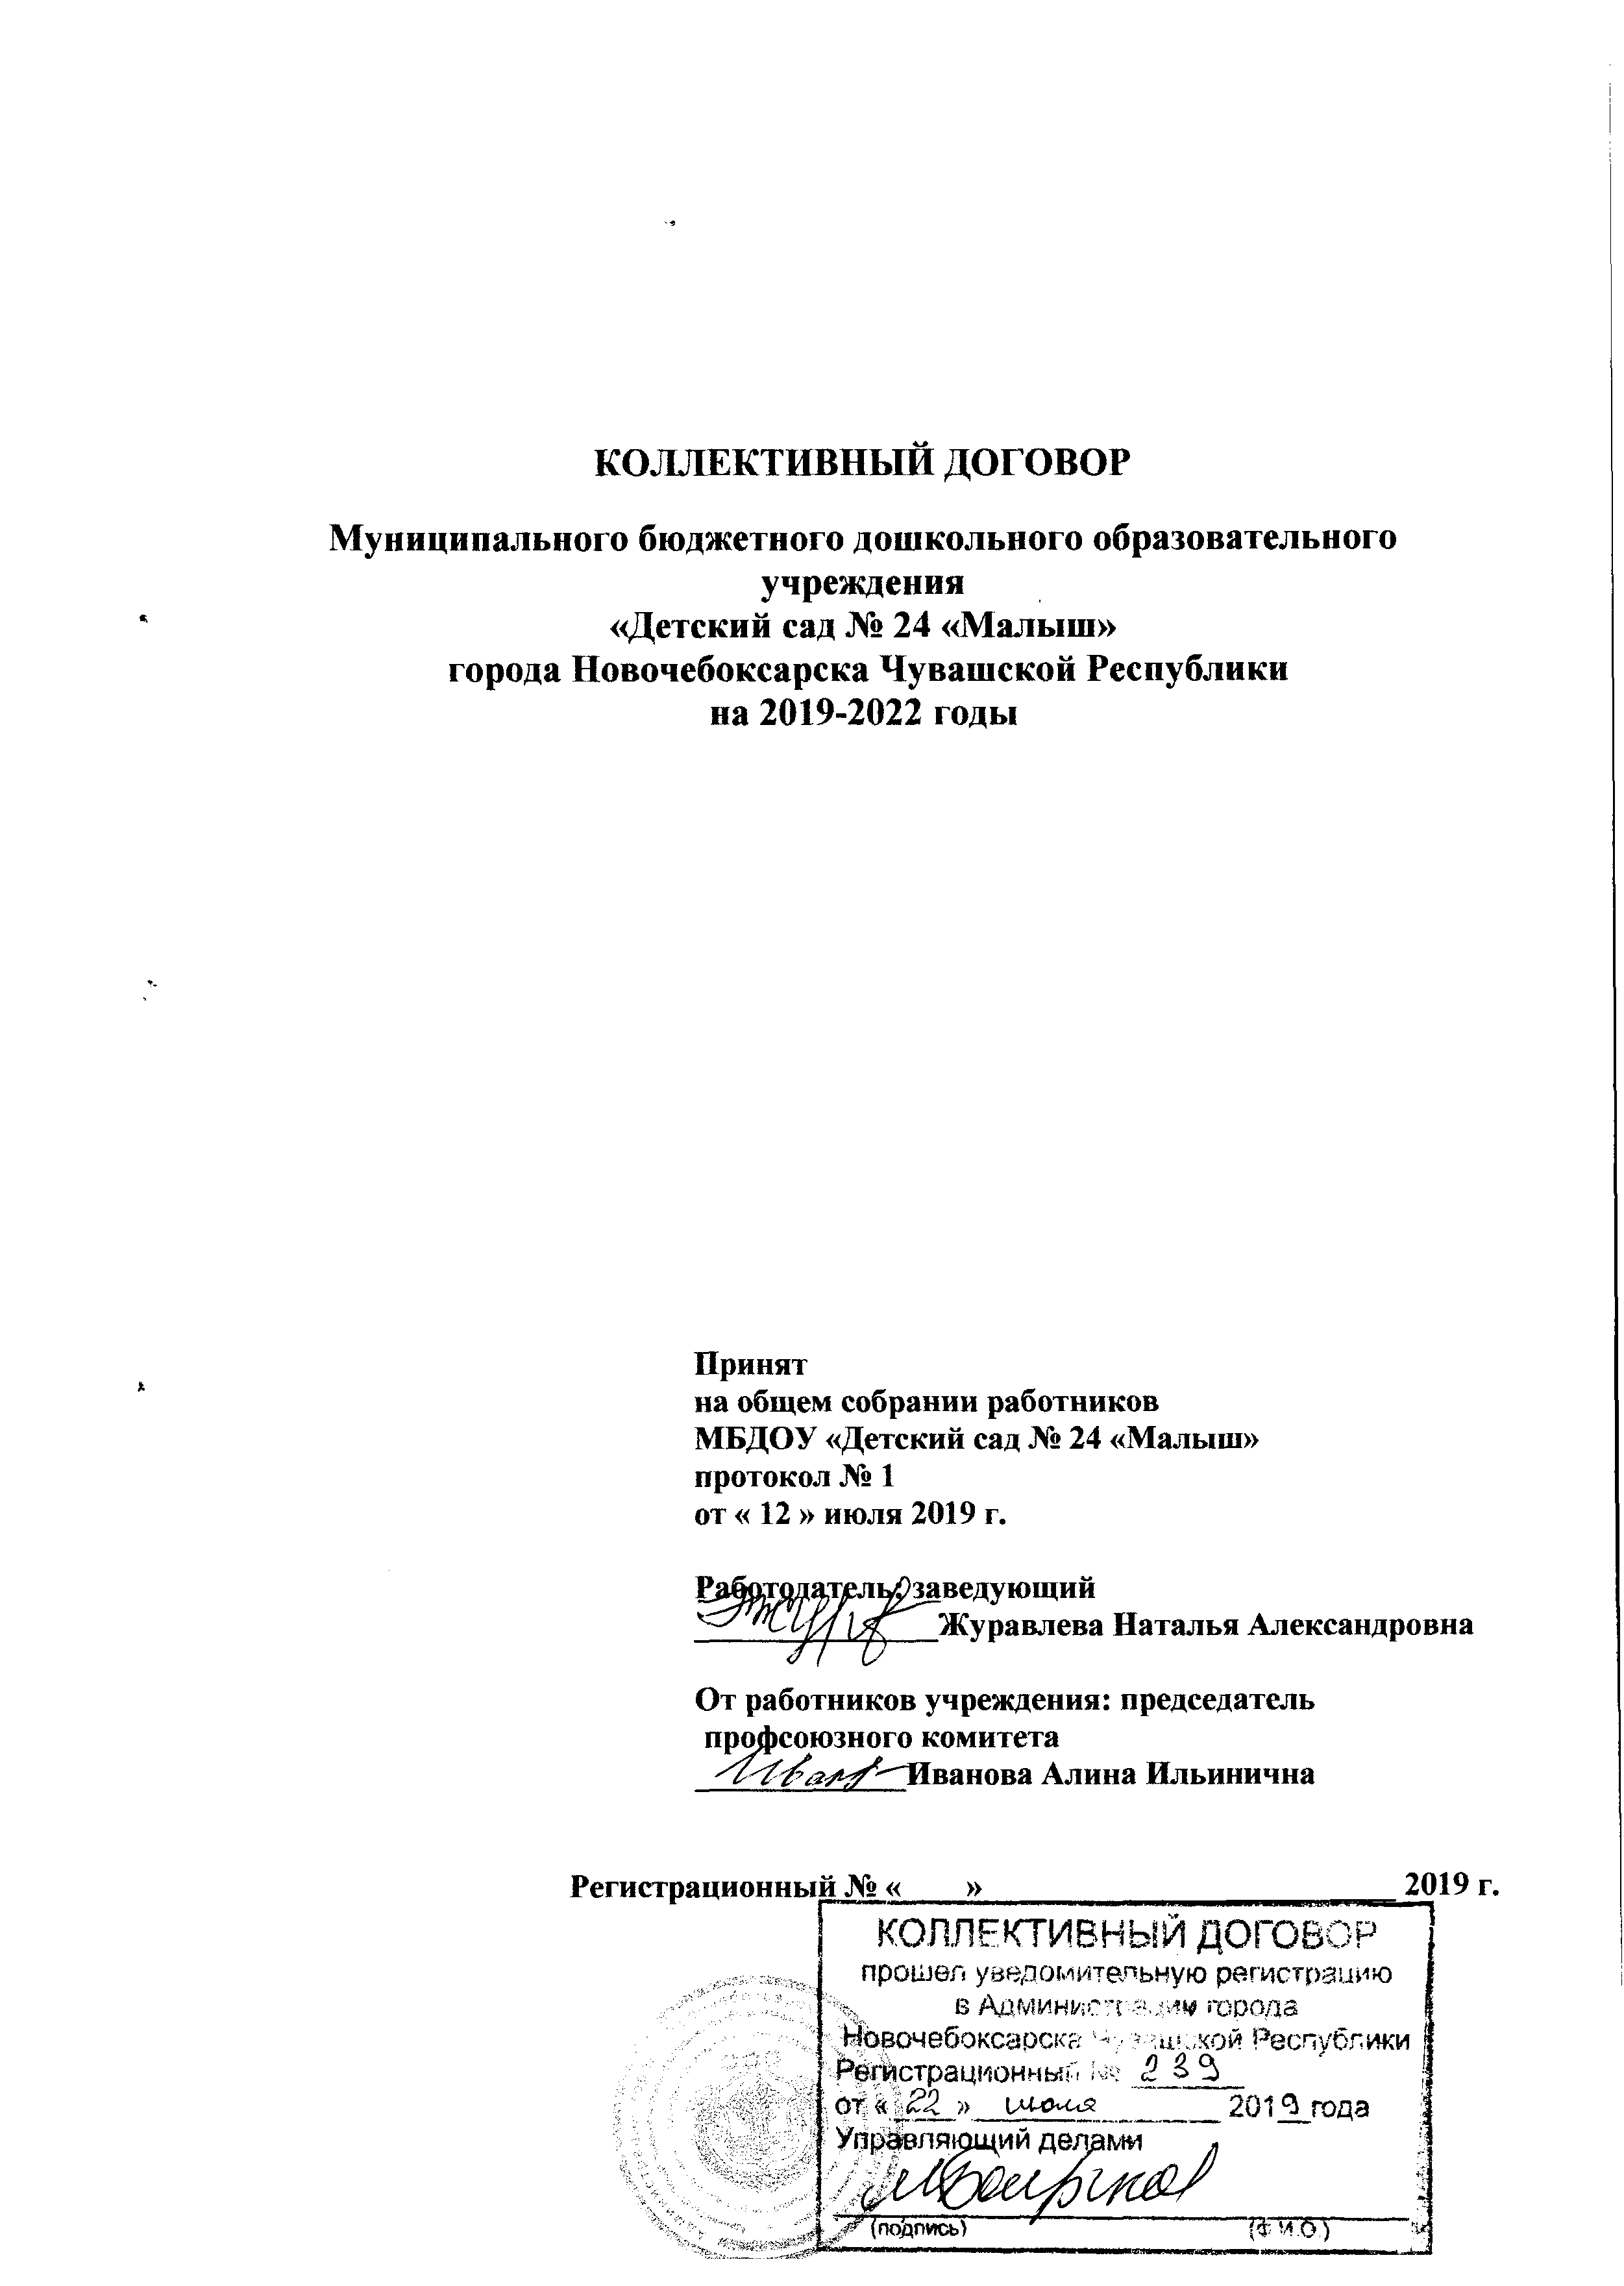 КОЛЛЕКТИВНЫЙ ДОГОВОР
Муниципального бюджетного дошкольного образовательного
учреждения
«Детский сад № 24 «Малыш»
города Новочебоксарска Чувашской Республики
на 2019-2022 годы
Принят
на общем собрании работников
МБДОУ «Детский сад № 24 «Малыш»
протокол № 1
от « 12 » июля 2019 г.
Работодатель: заведующий
Журавлева Наталья Александровна
От работников учреждения: председатель
профсоюзного комитета
Иванова Алина Ильинична
Регистрационный № « » 2019 г.
КОЛЛЕКТИВНЫЙ ДОГОВОР
прошел уведомительную регистрацию
в Администрации города
Новочебоксарска Чувашской Республики
Регистрационный № 239
от « 22 » июля 2019 года
Управляющий делами
(подпись) (Ф.И.О.)